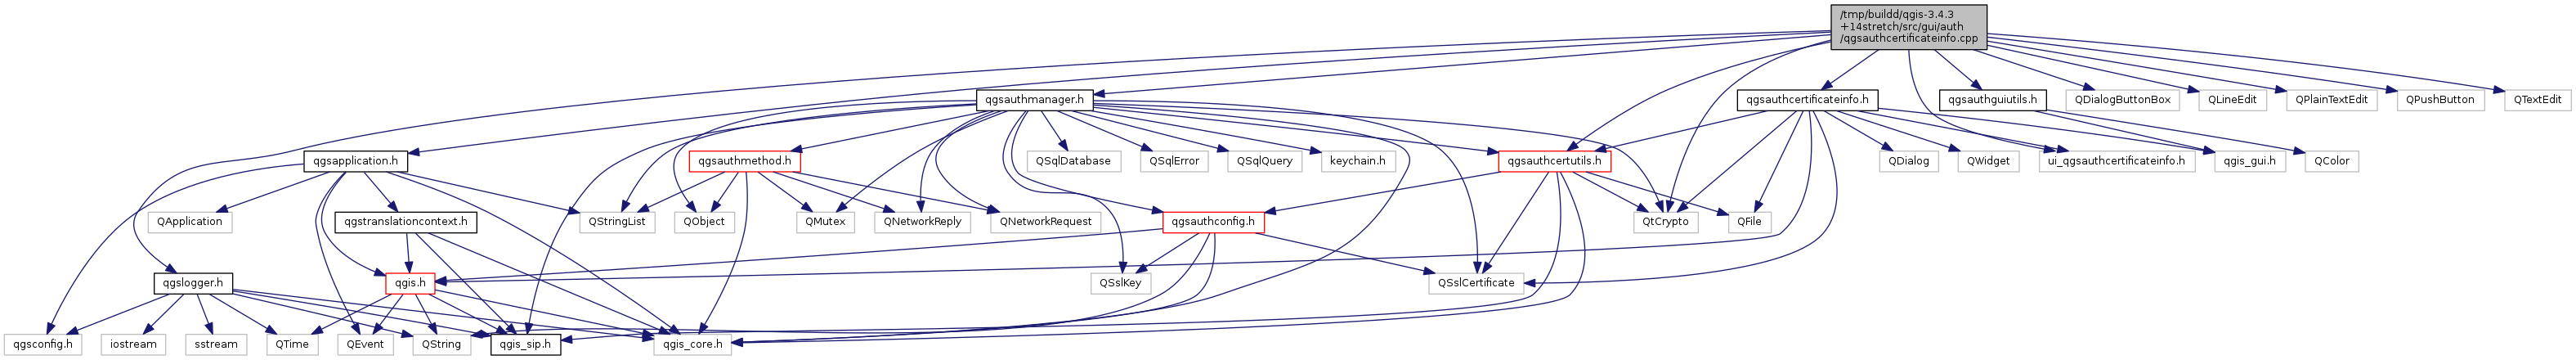 /tmp/buildd/qgis-3.4.3
+14stretch/src/gui/auth
/qgsauthcertificateinfo.cpp
qgsauthmanager.h
qgsauthcertificateinfo.h
qgsauthguiutils.h
QDialogButtonBox
QLineEdit
QPlainTextEdit
QPushButton
QTextEdit
qgsapplication.h
qgsauthmethod.h
QSqlDatabase
QSqlError
QSqlQuery
keychain.h
qgsauthcertutils.h
QDialog
QWidget
ui_qgsauthcertificateinfo.h
qgis_gui.h
QColor
QApplication
qgstranslationcontext.h
QStringList
QObject
QMutex
QNetworkReply
QNetworkRequest
qgsauthconfig.h
QtCrypto
QFile
qgslogger.h
qgis.h
QSslKey
QSslCertificate
qgsconfig.h
iostream
sstream
QTime
QEvent
QString
qgis_sip.h
qgis_core.h